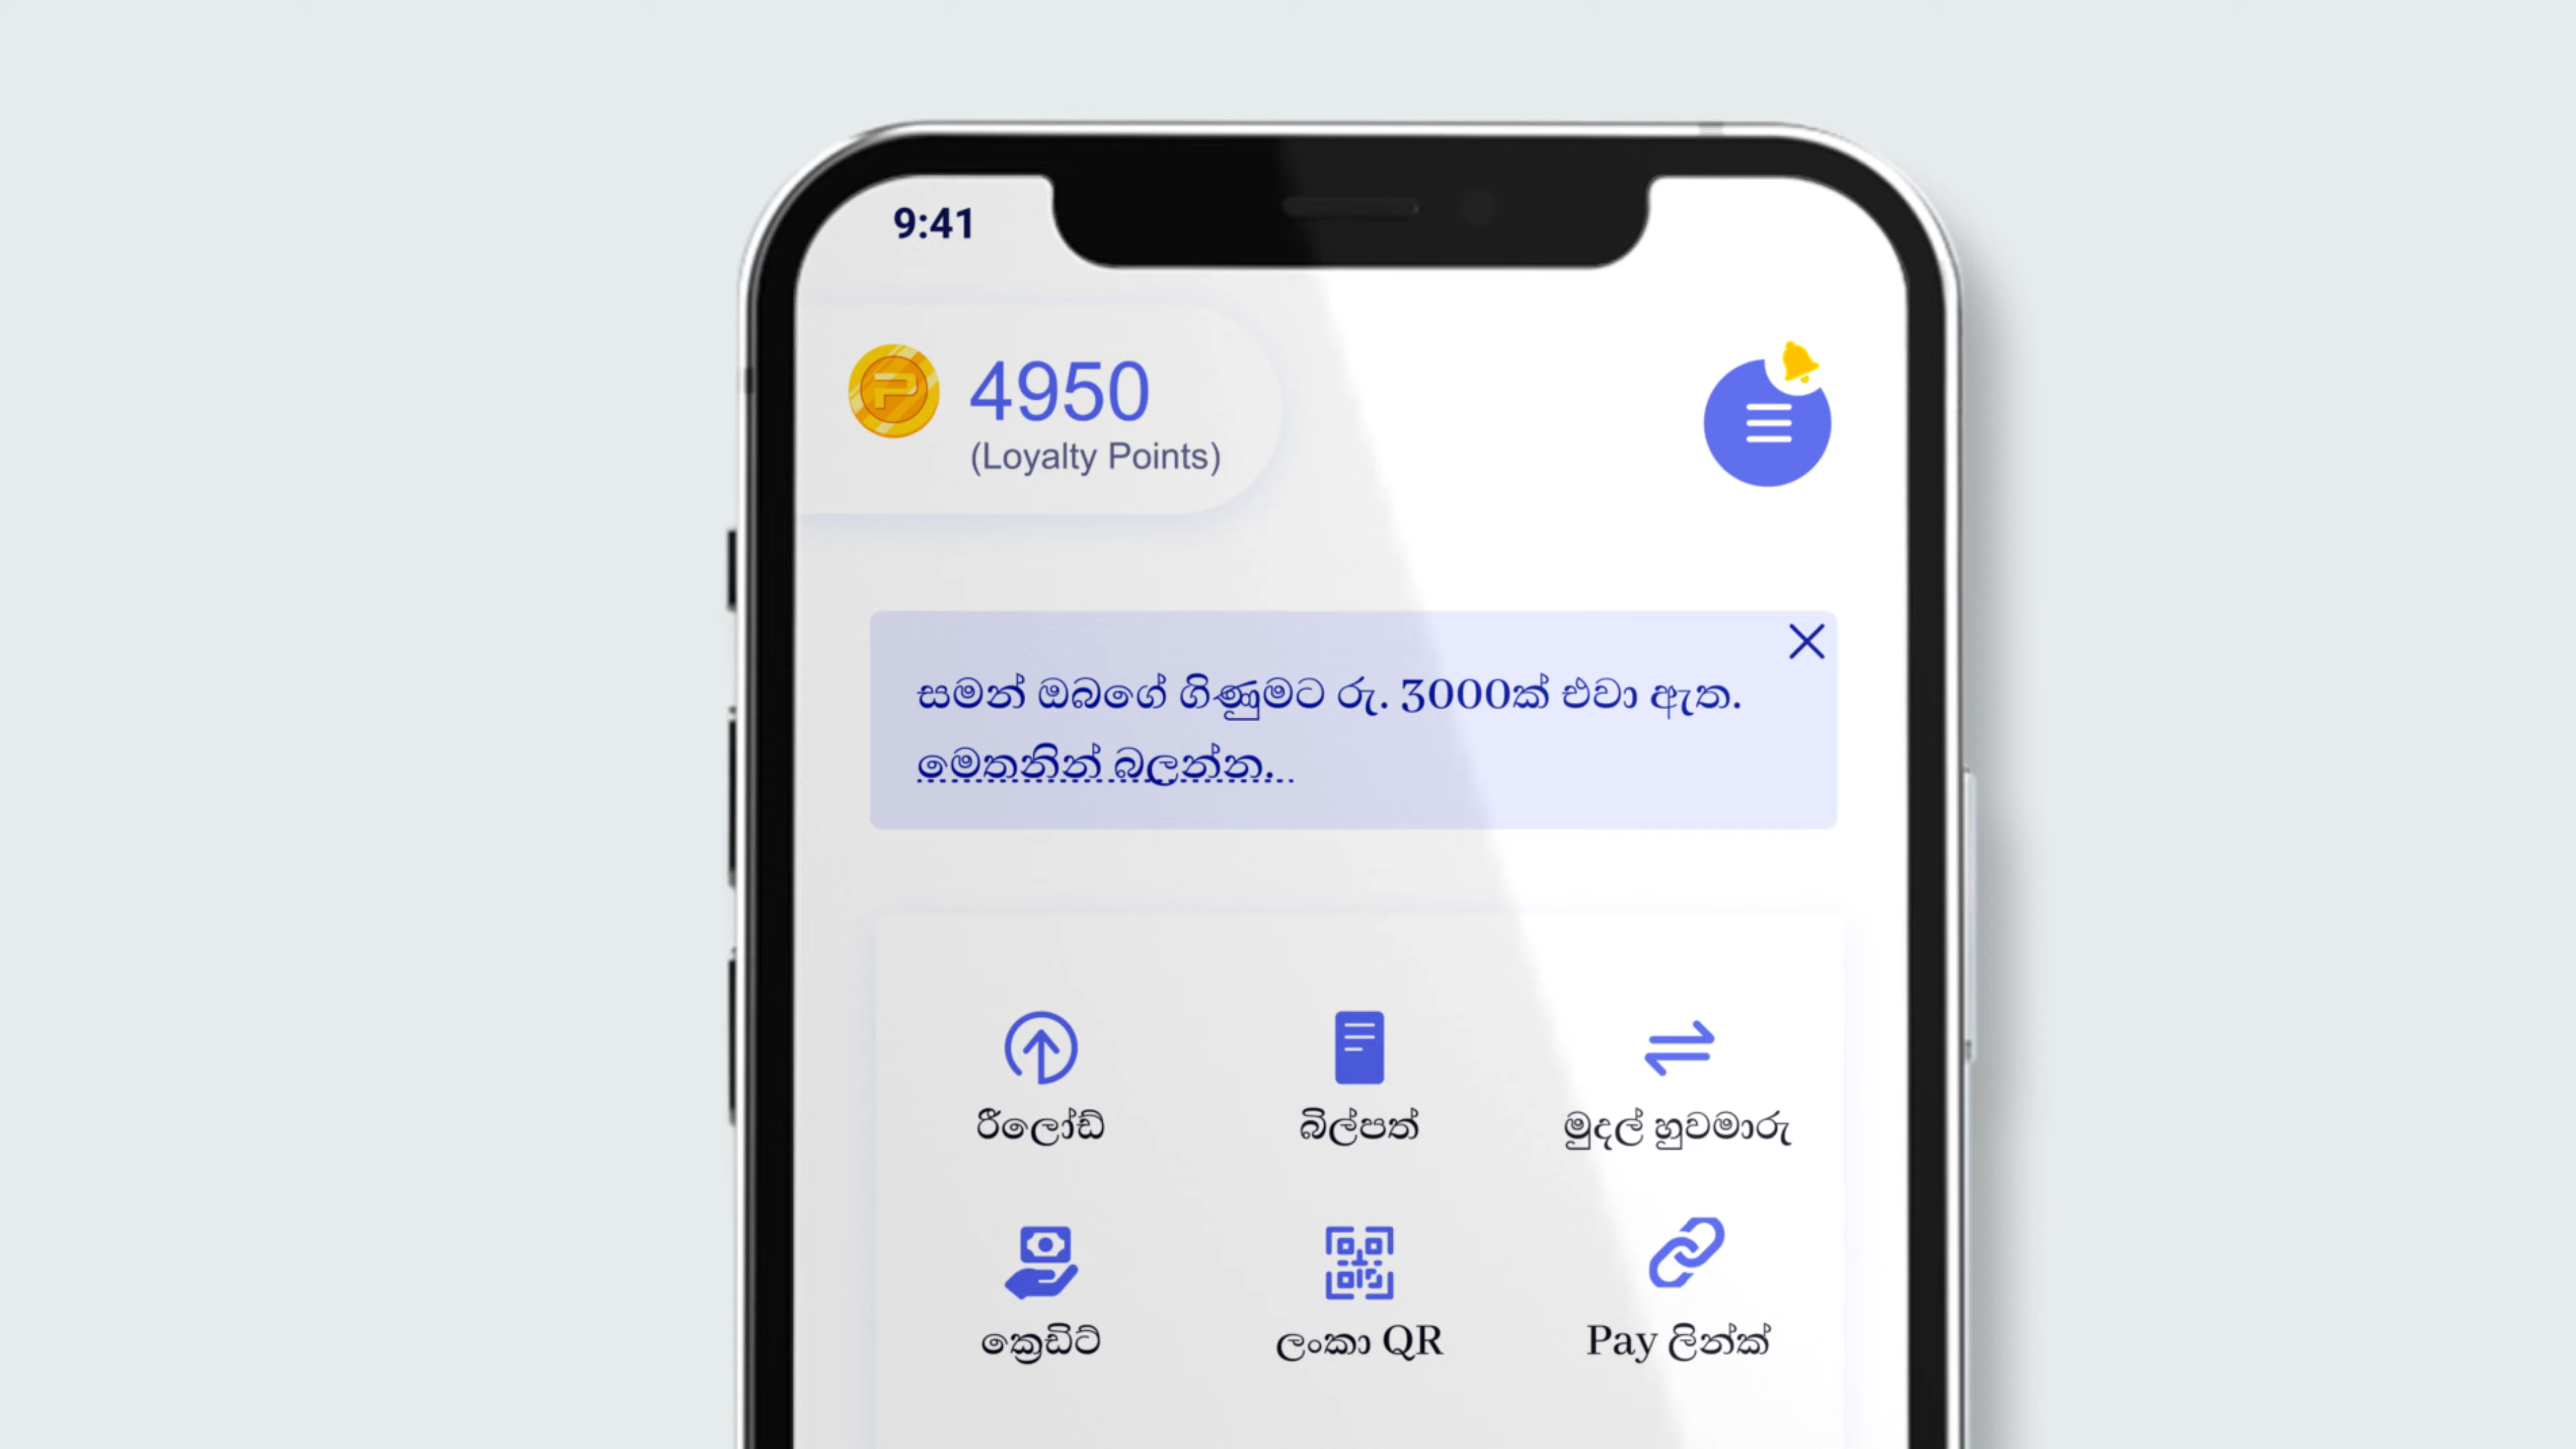 9:41
4950
(Loyalty Points)
සමන් ඔබගේ ගිණුමට රු. 3000ක් එවා ඇත.
මෙතනින් බලන්න...
රීලෝඩ්
බිල්පත්
මුදල් හුවමාරු
ක්‍රෙඩිට්
ලංකා QR
Pay ලින්ක්